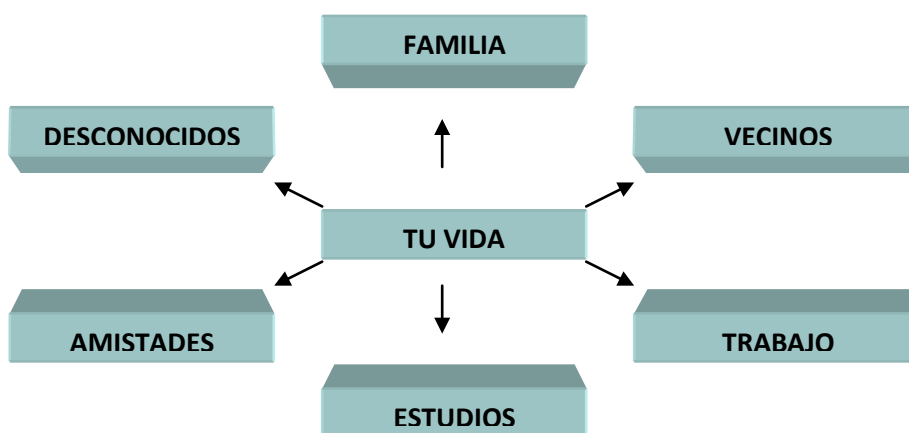 FAMILIA
DESCONOCIDOS
VECINOS
TU VIDA
AMISTADES
TRABAJO
ESTUDIOS